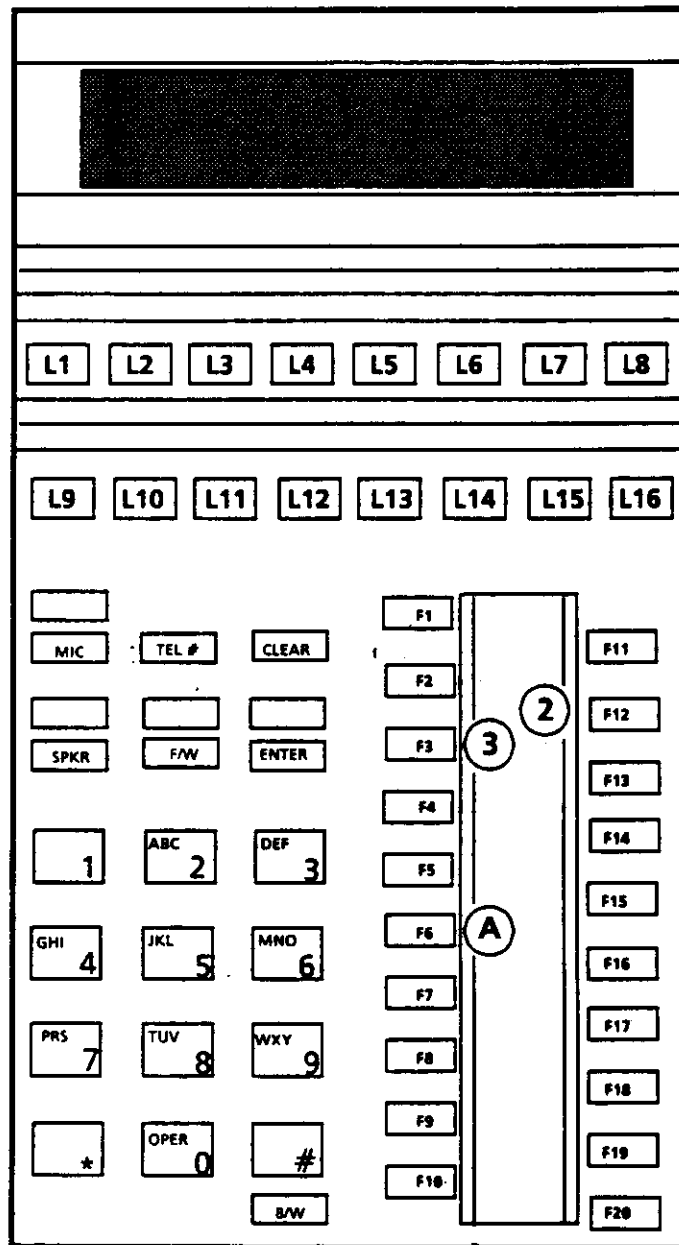 L1 L2 L3 L4 L5 L6 L7 L8
L9 L10 L11 L12 L13 L14 L15 L16
MIC TEL # CLEAR
SPKR F/W ENTER
1 ABC 2 DEF 3
GHI 4 JKL 5 MNO 6
PRS 7 TUV 8 WXY 9
* OPER 0 #
B/W
F1
F2
F3
F4
F5
F6
F7
F8
F9
F10
2
3
A
F11
F12
F13
F14
F15
F16
F17
F18
F19
F20